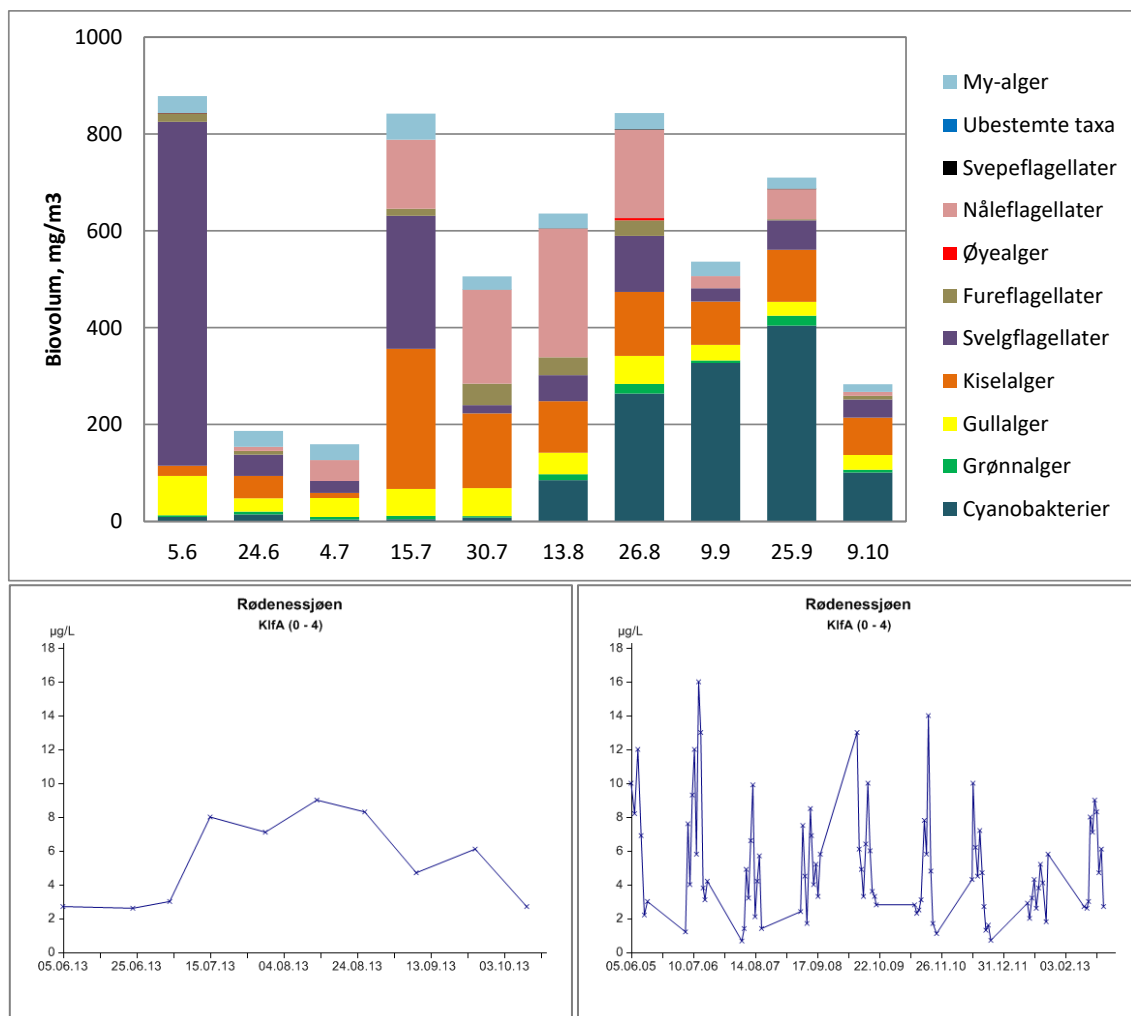 1000
800
600
400
200
0
Biovolum, mg/m3
5.6 24.6 4.7 15.7 30.7 13.8 26.8 9.9 25.9 9.10
My-alger
Ubestemte taxa
Svepeflagellater
Nåleflagellater
Øyealger
Fureflagellater
Svelgflagellater
Kiselalger
Gullalger
Grønnalger
Cyanobakterier
Rødenessjøen
KlfA (0 - 4)
µg/L
18
16
14
12
10
8
6
4
2
0
05.06.13 25.06.13 15.07.13 04.08.13 24.08.13 13.09.13 03.10.13
Rødenessjøen
KlfA (0 - 4)
µg/L
18
16
14
12
10
8
6
4
2
0
05.06.05 10.07.06 14.08.07 17.09.08 22.10.09 26.11.10 31.12.11 03.02.13